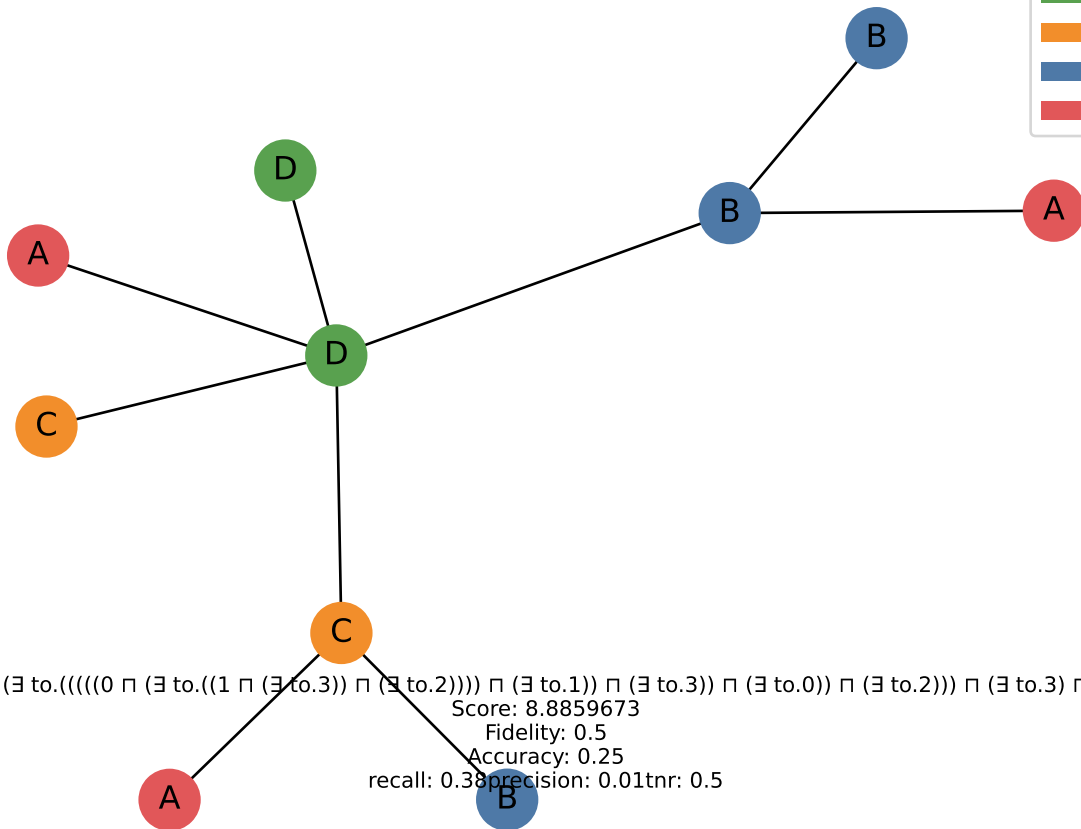 B
D
B
A
A
D
C
C
(∃ to.(((((0 ⊓ (∃ to.((1 ⊓ (∃ to.3)) ⊓ (∃ to.2)))) ⊓ (∃ to.1)) ⊓ (∃ to.3)) ⊓ (∃ to.0)) ⊓ (∃ to.2))) ⊓ (∃ to.3) ⊓
Score: 8.8859673
Fidelity: 0.5
Accuracy: 0.25
recall: 0.38precision: 0.01tnr: 0.5
A
B